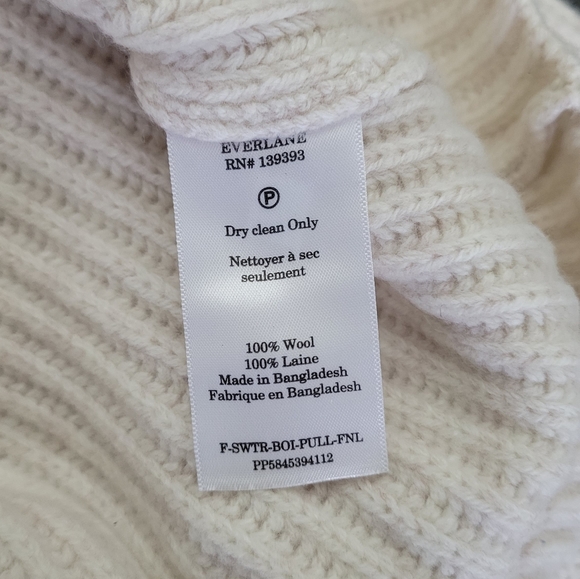 EVERLANE
RN# 139393
P
Dry clean Only
Nettoyer à sec
seulement
100% Wool
100% Laine
Made in Bangladesh
Fabrique en Bangladesh
F-SWTR-BOI-PULL-FNL
PP5845394112